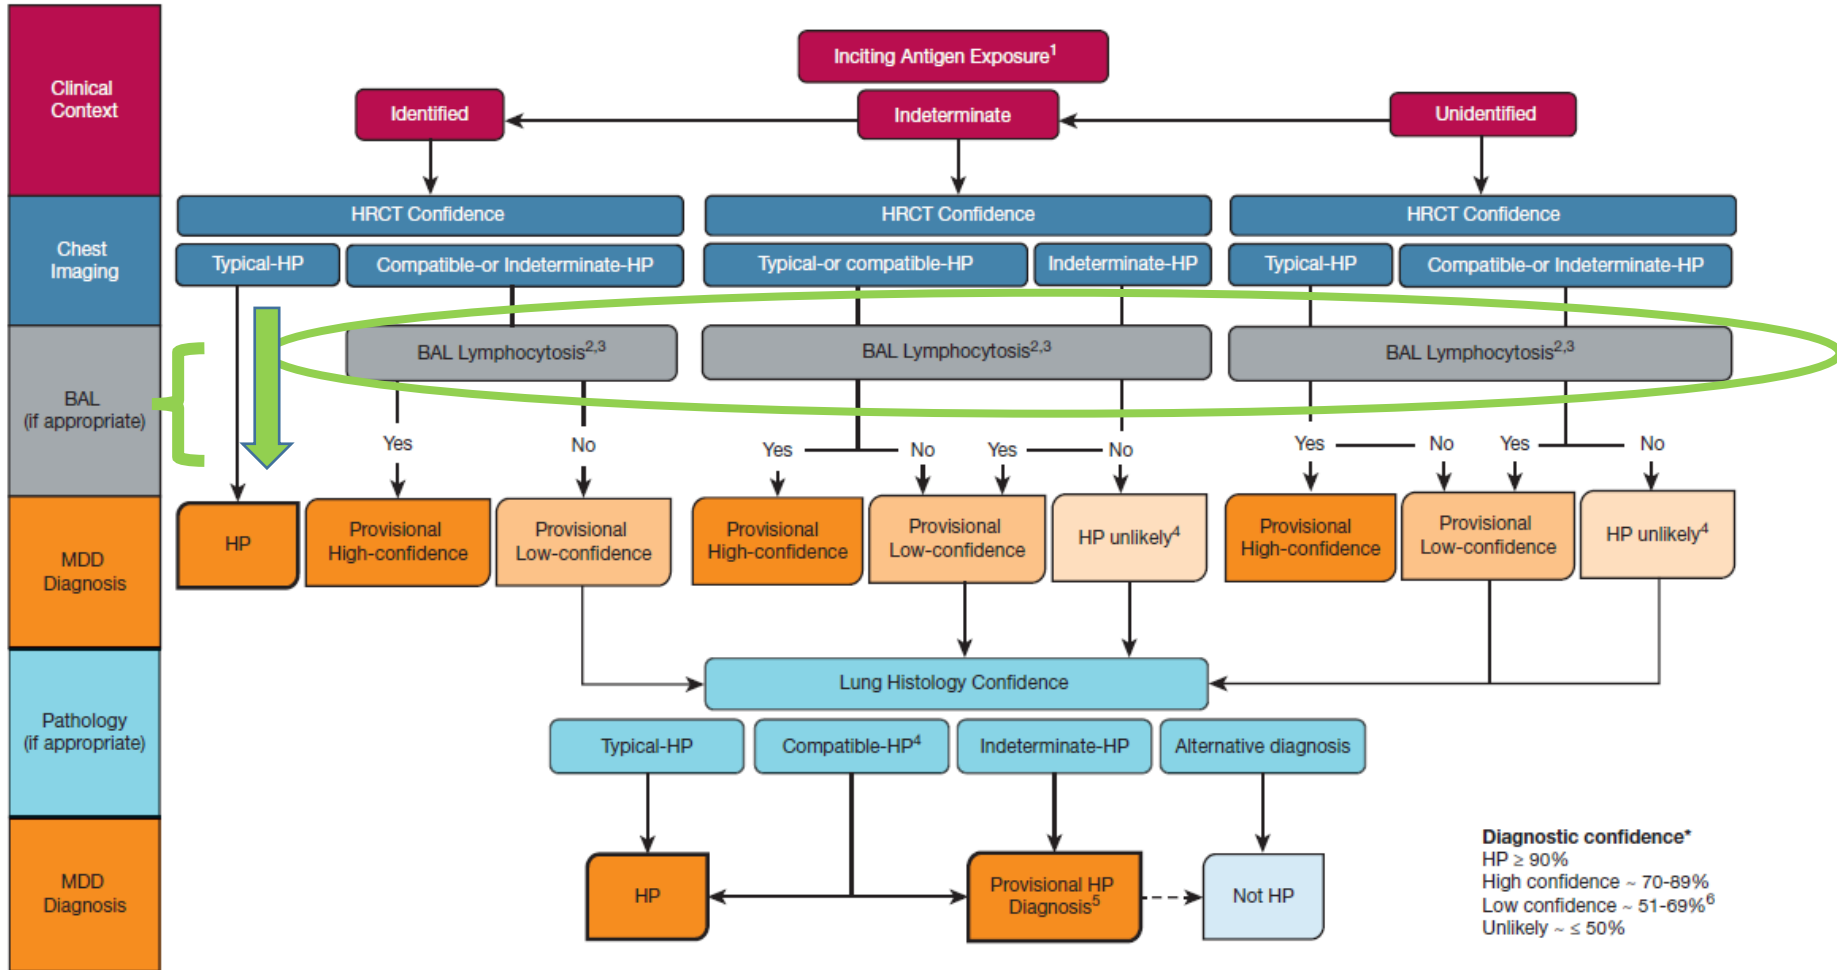 Clinical
Context
Inciting Antigen Exposure1
Identified
Indeterminate
Unidentified
Chest
Imaging
HRCT Confidence
HRCT Confidence
HRCT Confidence
Typical-HP
Compatible-or Indeterminate-HP
Typical-or compatible-HP
Indeterminate-HP
Typical-HP
Compatible-or Indeterminate-HP
BAL
(if appropriate)
BAL Lymphocytosis2,3
BAL Lymphocytosis2,3
BAL Lymphocytosis2,3
Yes
No
Yes
No
Yes
No
Yes
No
Yes
No
MDD
Diagnosis
HP
Provisional
High-confidence
Provisional
Low-confidence
Provisional
High-confidence
Provisional
Low-confidence
HP unlikely4
Provisional
High-confidence
Provisional
Low-confidence
HP unlikely4
Pathology
(if appropriate)
Lung Histology Confidence
Typical-HP
Compatible-HP4
Indeterminate-HP
Alternative diagnosis
MDD
Diagnosis
HP
Provisional HP
Diagnosis5
Not HP
Diagnostic confidence*
HP ≥ 90%
High confidence ~ 70-89%
Low confidence ~ 51-69%6
Unlikely ~ ≤ 50%